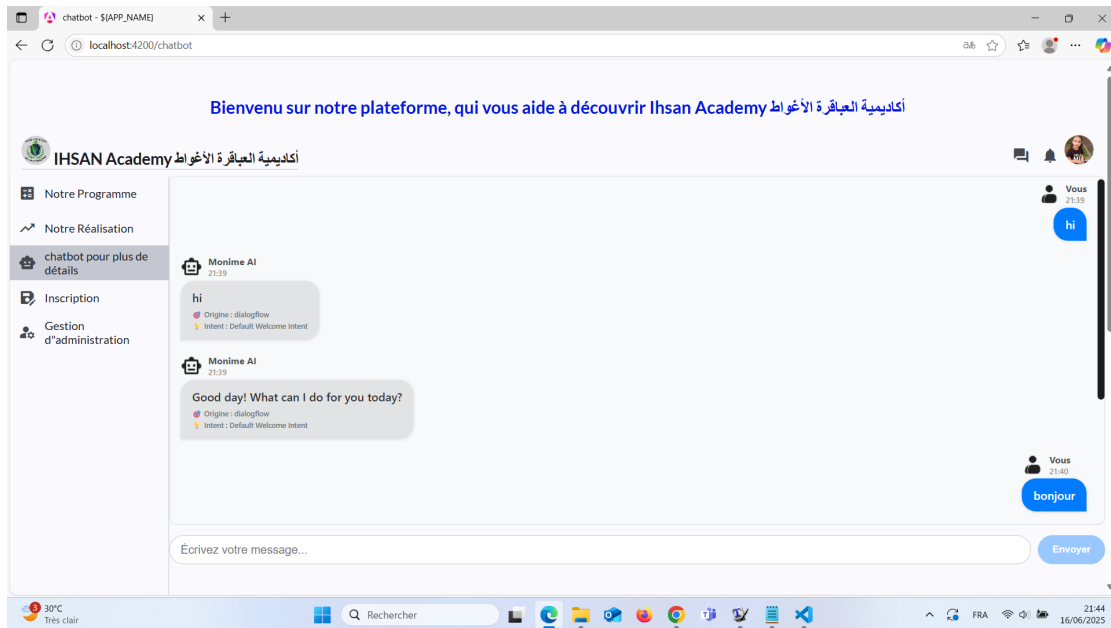 chatbot - ${APP_NAME}
localhost:4200/chatbot
Bienvenu sur notre plateforme, qui vous aide à découvrir Ihsan Academy أكاديمية العباقرة الأغواط
IHSAN Academy أكاديمية العباقرة الأغواط
Notre Programme
Notre Réalisation
chatbot pour plus de
détails
Inscription
Gestion
d"administration
Vous
21:39
hi
Monime AI
21:39
hi
Origine : dialogflow
Intent : Default Welcome Intent
Monime AI
21:39
Good day! What can I do for you today?
Origine : dialogflow
Intent : Default Welcome Intent
Vous
21:40
bonjour
Écrivez votre message...
Envoyer
3
30°C
Très clair
Rechercher
FRA
21:44
16/06/2025